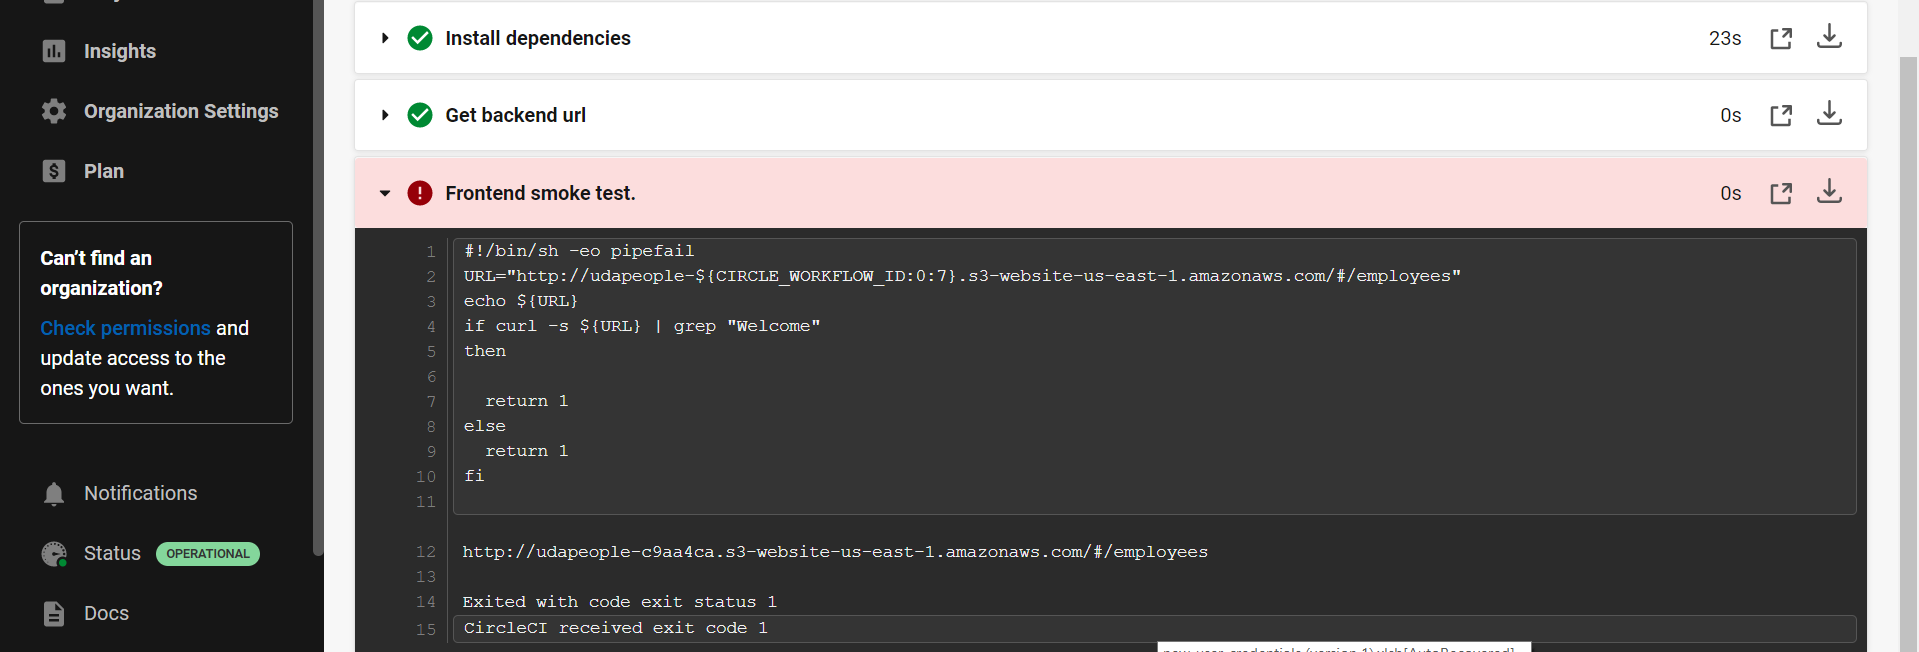 Insights
Organization Settings
Plan
Can't find an
organization?
Check permissions and
update access to the
ones you want.
Notifications
Status OPERATIONAL
Docs
Install dependencies 23s
Get backend url 0s
Frontend smoke test. 0s
1 #!/bin/sh -eo pipefail
2 URL="http://udapeople-${CIRCLE_WORKFLOW_ID:0:7}.s3-website-us-east-1.amazonaws.com/#/employees"
3 echo ${URL}
4 if curl -s ${URL} | grep "Welcome"
5 then
6
7 return 1
8 else
9 return 1
10 fi
11
12 http://udapeople-c9aa4ca.s3-website-us-east-1.amazonaws.com/#/employees
13
14 Exited with code exit status 1
15 CircleCI received exit code 1